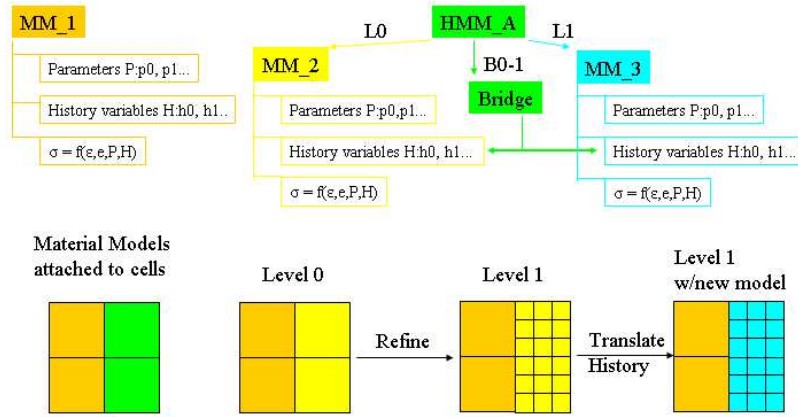 MM_1
Parameters P:p0, p1...
History variables H:h0, h1..
σ = f(ε,e,P,H)
L0
HMM_A
L1
B0-1
Bridge
MM_2
Parameters P:p0,p1...
History variables H:h0, h1...
σ = f(ε,e,P,H)
MM_3
Parameters P:p0, p1...
History variables H:h0, h1...
σ = f(ε,e,P,H)
Material Models
attached to cells
Level 0
Refine
Level 1
Translate
History
Level 1
w/new model